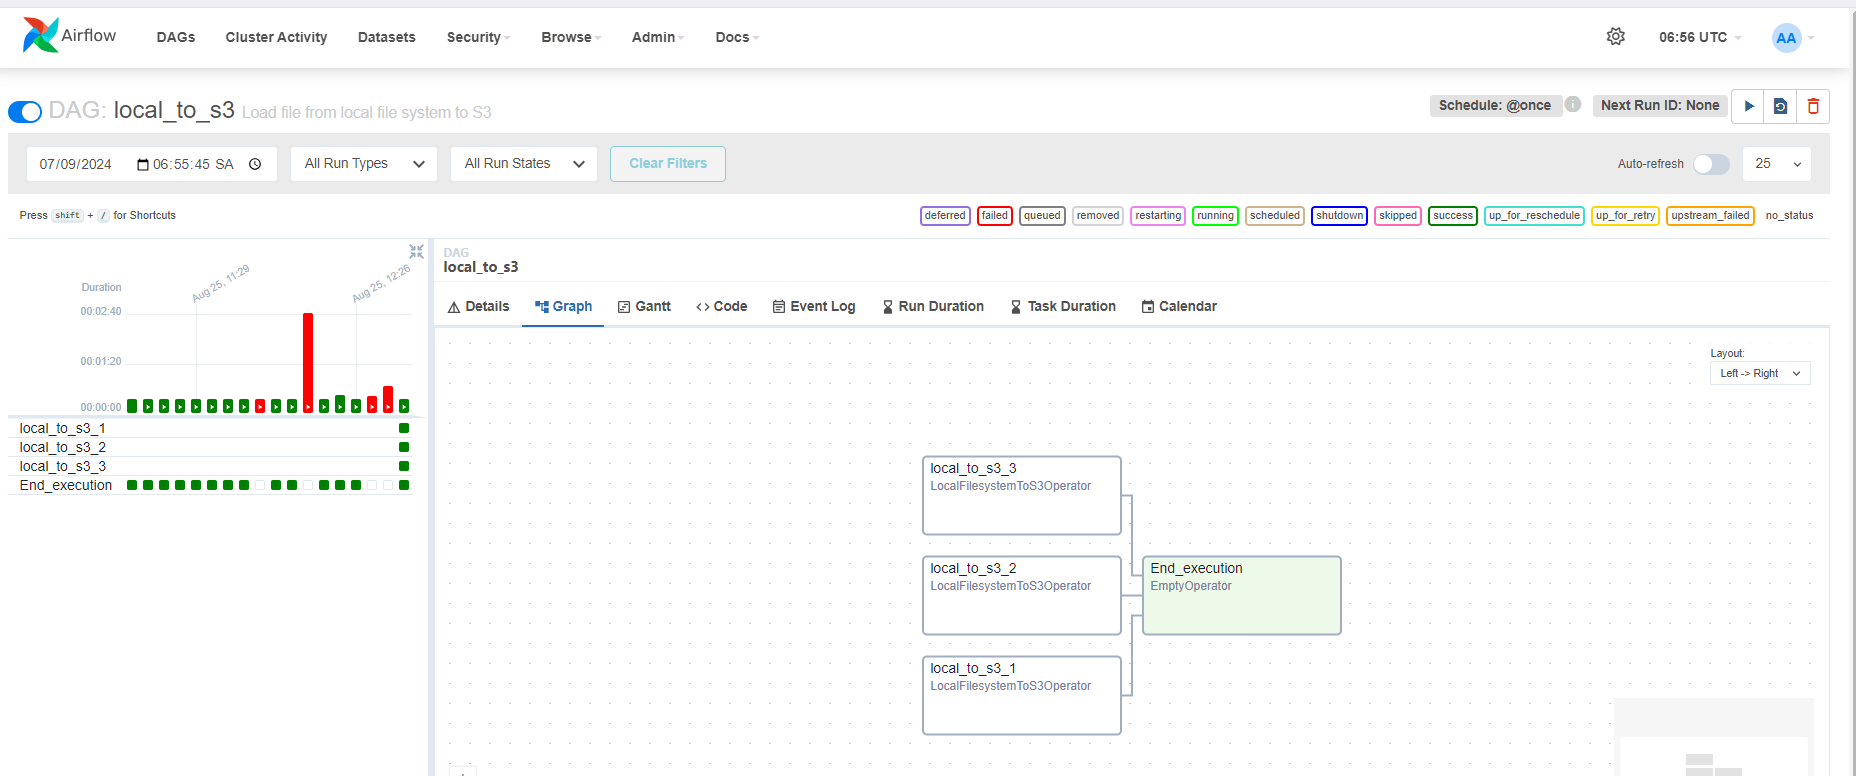 Airflow
DAGs Cluster Activity Datasets Security Browse Admin Docs 06:56 UTC AA
DAG: local_to_s3 Load file from local file system to S3 Schedule: @once i Next Run ID: None
07/09/2024 06:55:45 SA All Run Types All Run States Clear Filters Auto-refresh 25
Press shift + / for Shortcuts deferred failed queued removed restarting running scheduled shutdown skipped success up_for_reschedule up_for_retry upstream_failed no_status
Duration
Aug 25, 11:29
Aug 25, 12:26
00:02:40
00:01:20
00:00:00
local_to_s3_1
local_to_s3_2
local_to_s3_3
End_execution
DAG
local_to_s3
Details Graph Gantt Code Event Log Run Duration Task Duration Calendar
Layout:
Left -> Right
local_to_s3_3
LocalFilesystemToS3Operator
local_to_s3_2
LocalFilesystemToS3Operator
End_execution
EmptyOperator
local_to_s3_1
LocalFilesystemToS3Operator